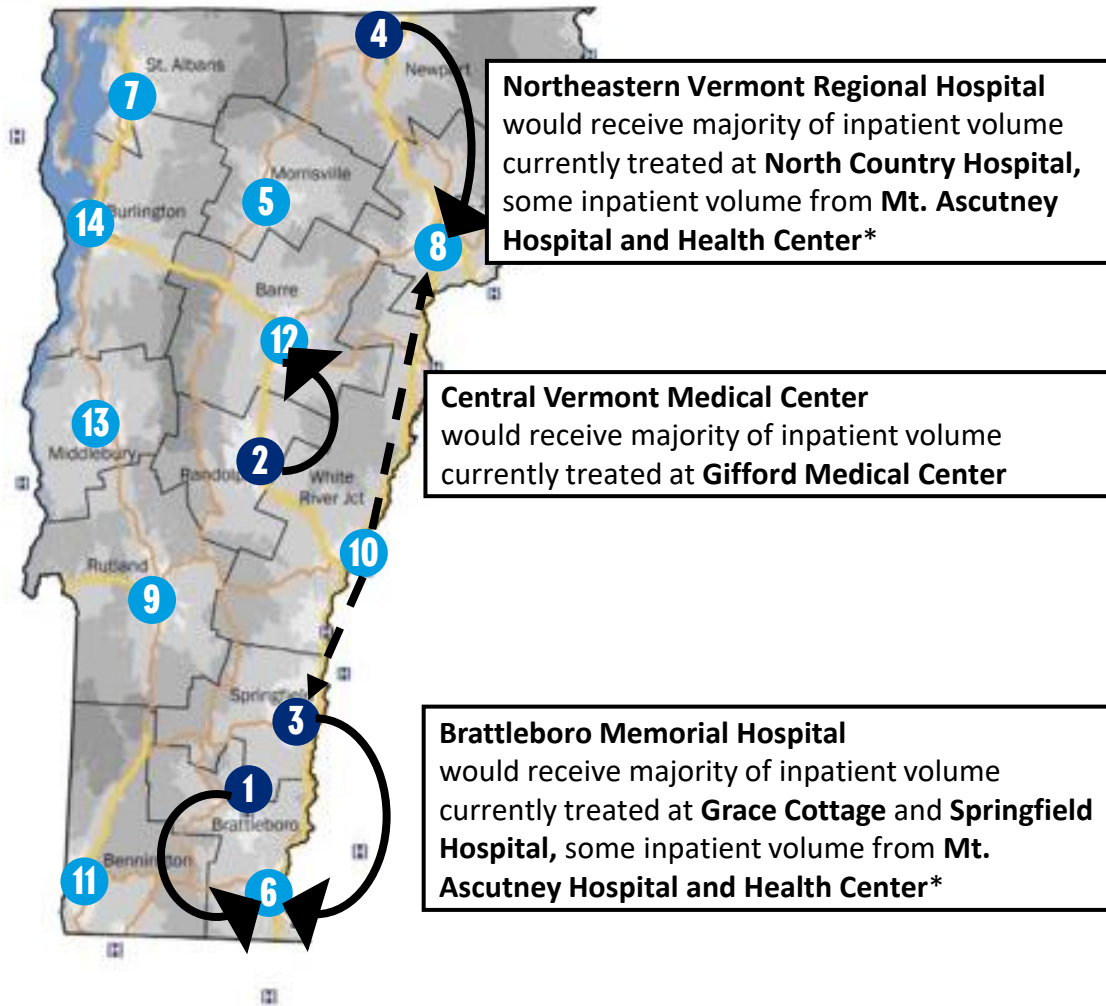 4
St. Albans
Newport
7
Northeastern Vermont Regional Hospital
would receive majority of inpatient volume
currently treated at North Country Hospital,
some inpatient volume from Mt. Ascutney
Hospital and Health Center*
H
Morrisville
5
Burlington
14
8
Barre
H
12
H
Central Vermont Medical Center
would receive majority of inpatient volume
currently treated at Gifford Medical Center
13
Middlebury
2
White
River Jct
H
10
Rutland
9
H
H
Springfield
3
Brattleboro Memorial Hospital
would receive majority of inpatient volume
currently treated at Grace Cottage and Springfield
Hospital, some inpatient volume from Mt.
Ascutney Hospital and Health Center*
1
Brattleboro
H
Bennington
11
6
H
H